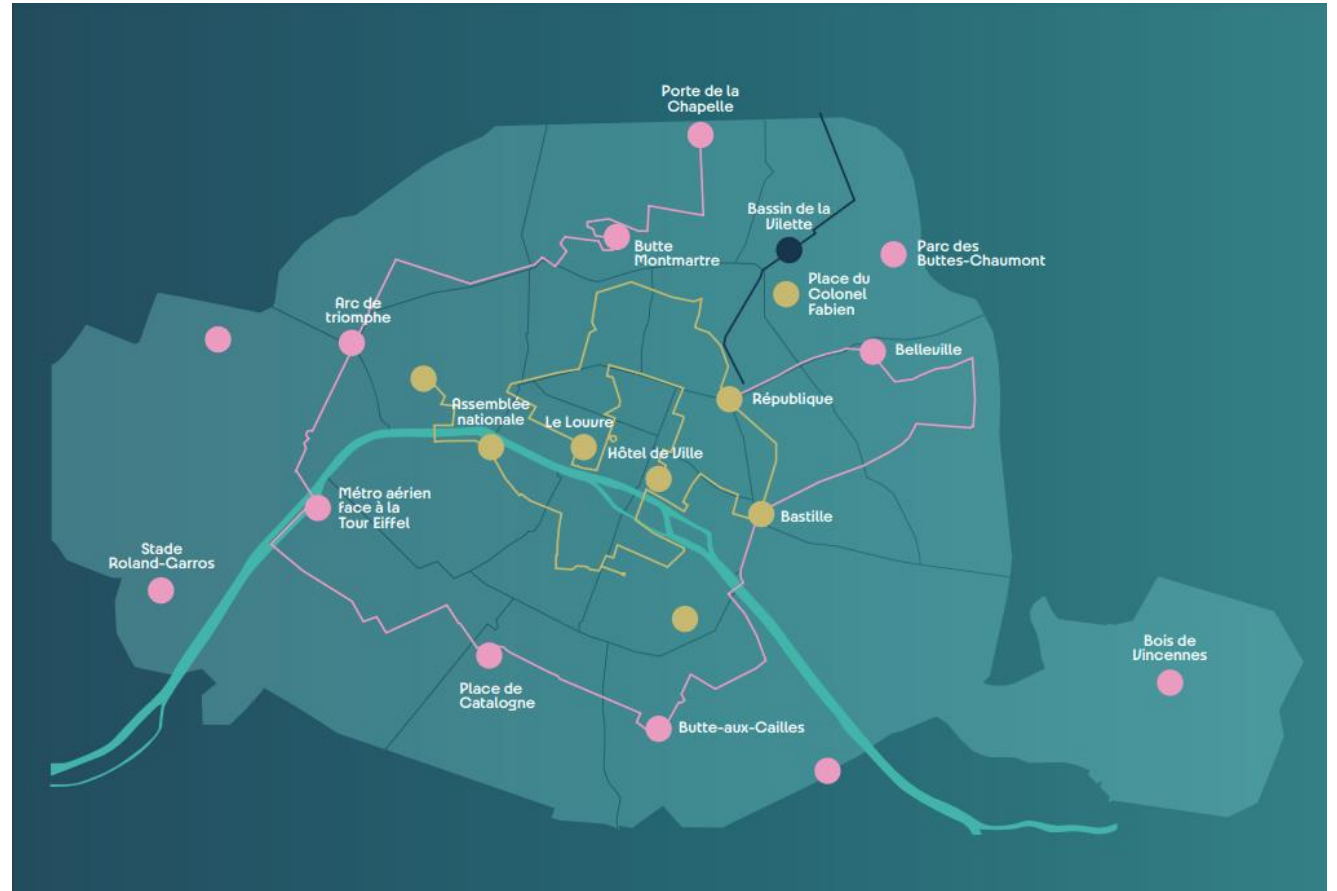 Porte de la
Chapelle
Bassin de la
Vilette
Butte
Montmartre
Parc des
Buttes-Chaumont
Place du
Colonel
Fabien
Arc de
triomphe
Belleville
Assemblée
nationale
Le Louvre
République
Hôtel de Ville
Métro aérien
face à la
Tour Eiffel
Bastille
Stade
Roland-Garros
Bois de
Vincennes
Place de
Catalogne
Butte-aux-Cailles